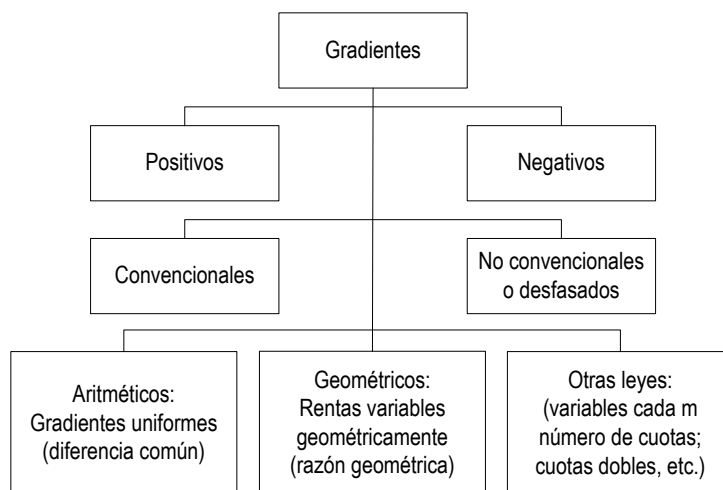 Gradientes
Positivos
Negativos
Convencionales
No convencionales
o desfasados
Aritméticos:
Gradientes uniformes
(diferencia común)
Geométricos:
Rentas variables
geométricamente
(razón geométrica)
Otras leyes:
(variables cada m
número de cuotas;
cuotas dobles, etc.)